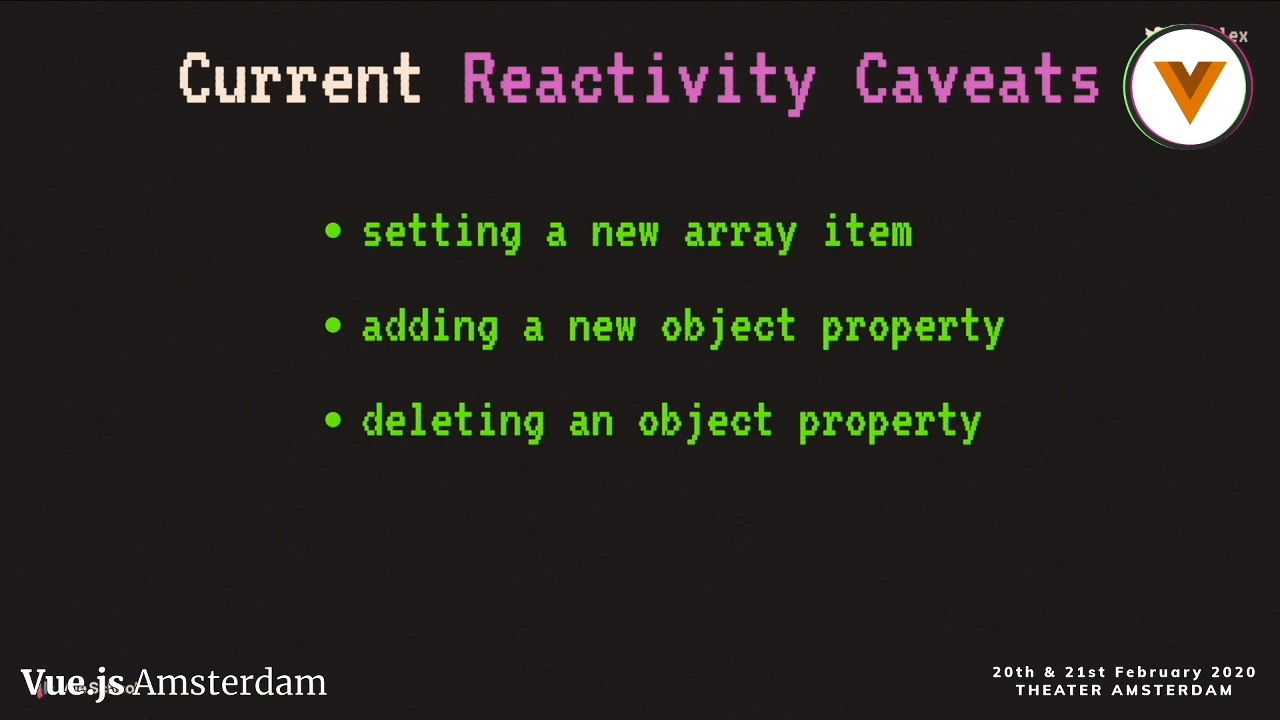 Current Reactivity Caveats
• setting a new array item
• adding a new object property
• deleting an object property
Vue.js Amsterdam
20th & 21st February 2020
THEATER AMSTERDAM